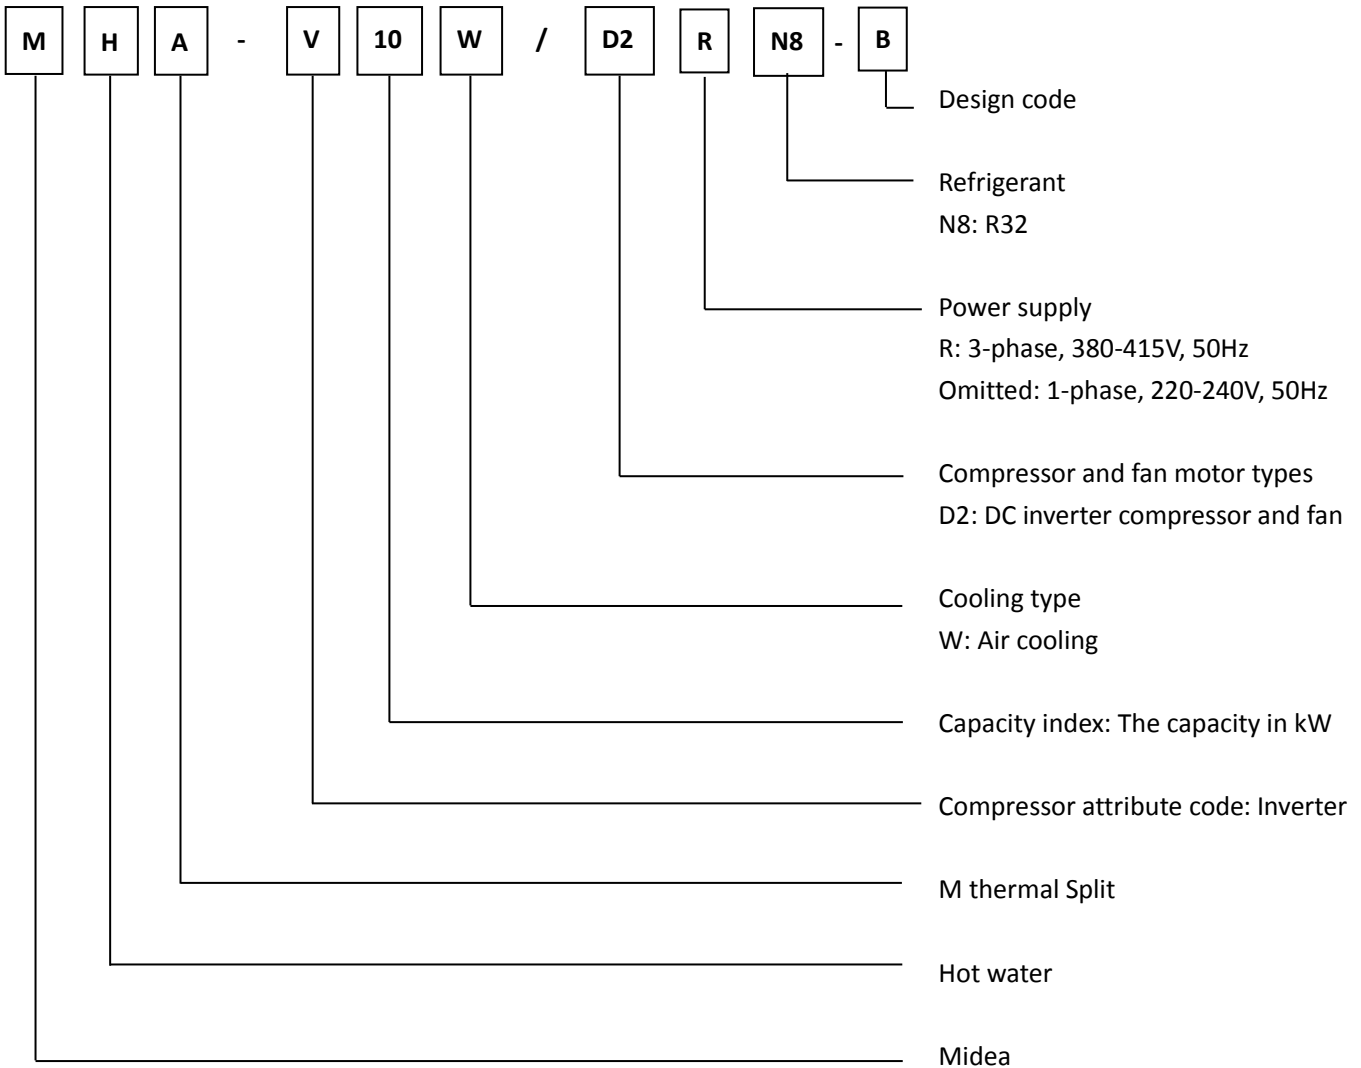 M H A - V 10 W / D2 R N8 - B
Design code
Refrigerant
N8: R32
Power supply
R: 3-phase, 380-415V, 50Hz
Omitted: 1-phase, 220-240V, 50Hz
Compressor and fan motor types
D2: DC inverter compressor and fan
Cooling type
W: Air cooling
Capacity index: The capacity in kW
Compressor attribute code: Inverter
M thermal Split
Hot water
Midea